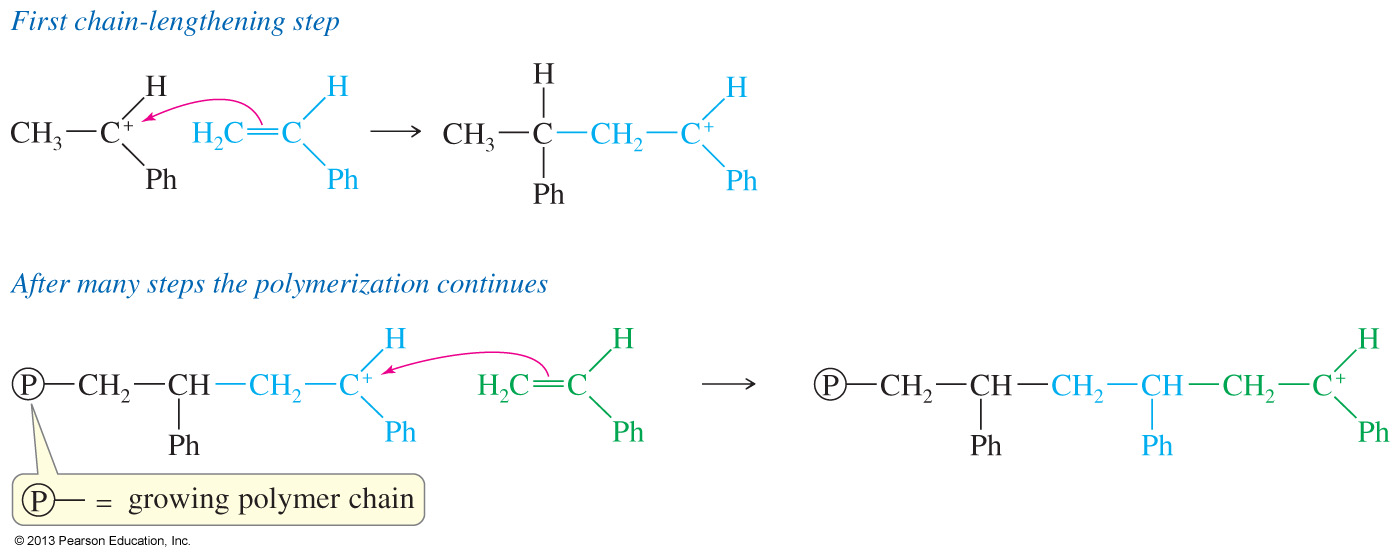 First chain-lengthening step
CH₃—C⁺ H Ph H₂C=C H Ph → CH₃—C H Ph —CH₂—C⁺ H Ph
After many steps the polymerization continues
Ⓟ—CH₂—CH Ph —CH₂—C⁺ H Ph H₂C=C H Ph → Ⓟ—CH₂—CH Ph —CH₂—CH Ph —CH₂—C⁺ H Ph
Ⓟ— = growing polymer chain
© 2013 Pearson Education, Inc.